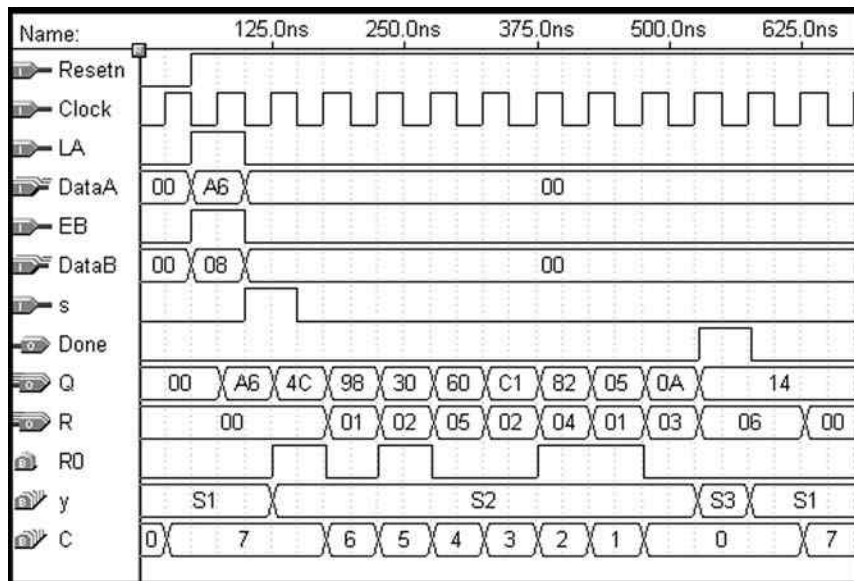 Name: 125.0ns 250.0ns 375.0ns 500.0ns 625.0ns
Resetn
Clock
LA
DataA 00 A6 00
EB
DataB 00 08 00
s
Done
Q 00 A6 4C 98 30 60 C1 82 05 0A 14
R 00 01 02 05 02 04 01 03 06 00
R0
y S1 S2 S3 S1
C 0 7 6 5 4 3 2 1 0 7